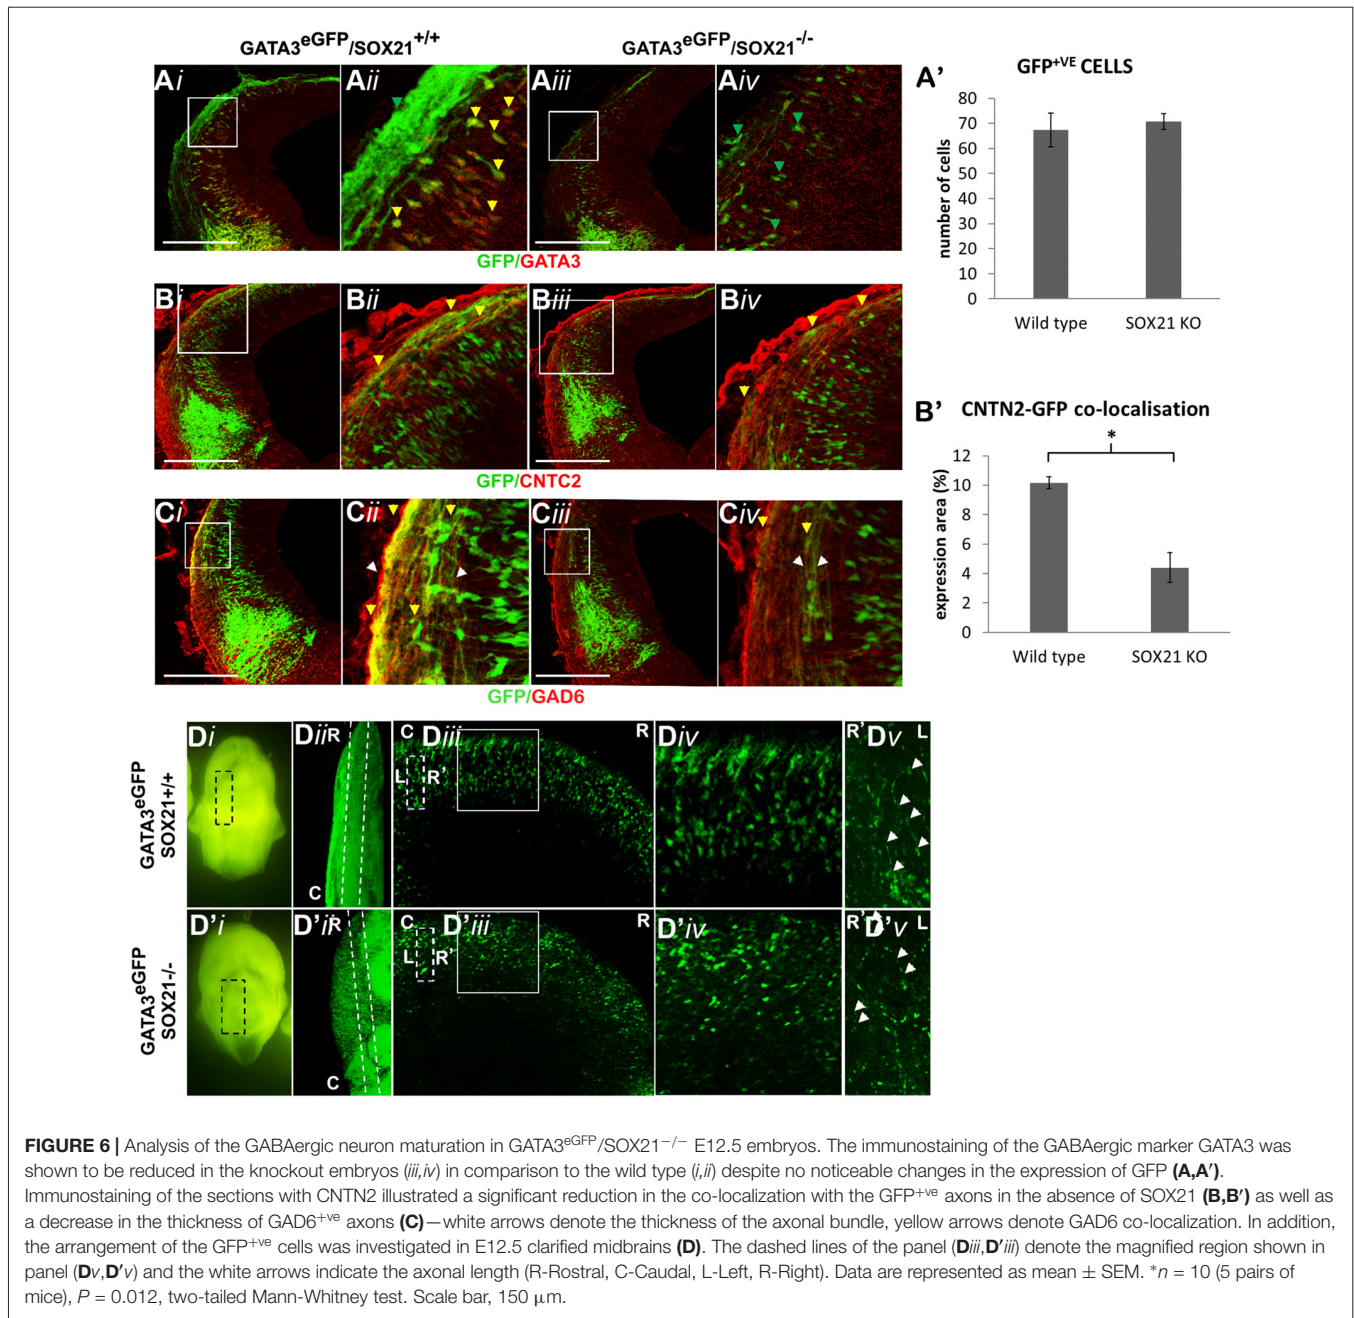 GATA3eGFP/SOX21+/+
GATA3eGFP/SOX21-/-
Ai
Aii
Aiii
Aiv
GFP/GATA3
Bi
Bii
Biii
Biv
GFP/CNTC2
Ci
Cii
Ciii
Civ
GFP/GAD6
A'
GFP+VE CELLS
number of cells
80
70
60
50
40
30
20
10
0
Wild type
SOX21 KO
B'
CNTN2-GFP co-localisation
*
expression area (%)
12
10
8
6
4
2
0
Wild type
SOX21 KO
GATA3eGFP
SOX21+/+
Di
Dii
R
C
C
Diii
R
L
R'
Div
R'
Dv
L
GATA3eGFP
SOX21-/-
D'i
D'ii
R
C
C
D'iii
R
L
R'
D'iv
R'
D'v
L
FIGURE 6 | Analysis of the GABAergic neuron maturation in GATA3eGFP/SOX21−/− E12.5 embryos. The immunostaining of the GABAergic marker GATA3 was
shown to be reduced in the knockout embryos (iii,iv) in comparison to the wild type (i,ii) despite no noticeable changes in the expression of GFP (A,A′).
Immunostaining of the sections with CNTN2 illustrated a significant reduction in the co-localization with the GFP+ve axons in the absence of SOX21 (B,B′) as well as
a decrease in the thickness of GAD6+ve axons (C)—white arrows denote the thickness of the axonal bundle, yellow arrows denote GAD6 co-localization. In addition,
the arrangement of the GFP+ve cells was investigated in E12.5 clarified midbrains (D). The dashed lines of the panel (Diii,D′iii) denote the magnified region shown in
panel (Dv,D′v) and the white arrows indicate the axonal length (R-Rostral, C-Caudal, L-Left, R-Right). Data are represented as mean ± SEM. *n = 10 (5 pairs of
mice), P = 0.012, two-tailed Mann-Whitney test. Scale bar, 150 μm.